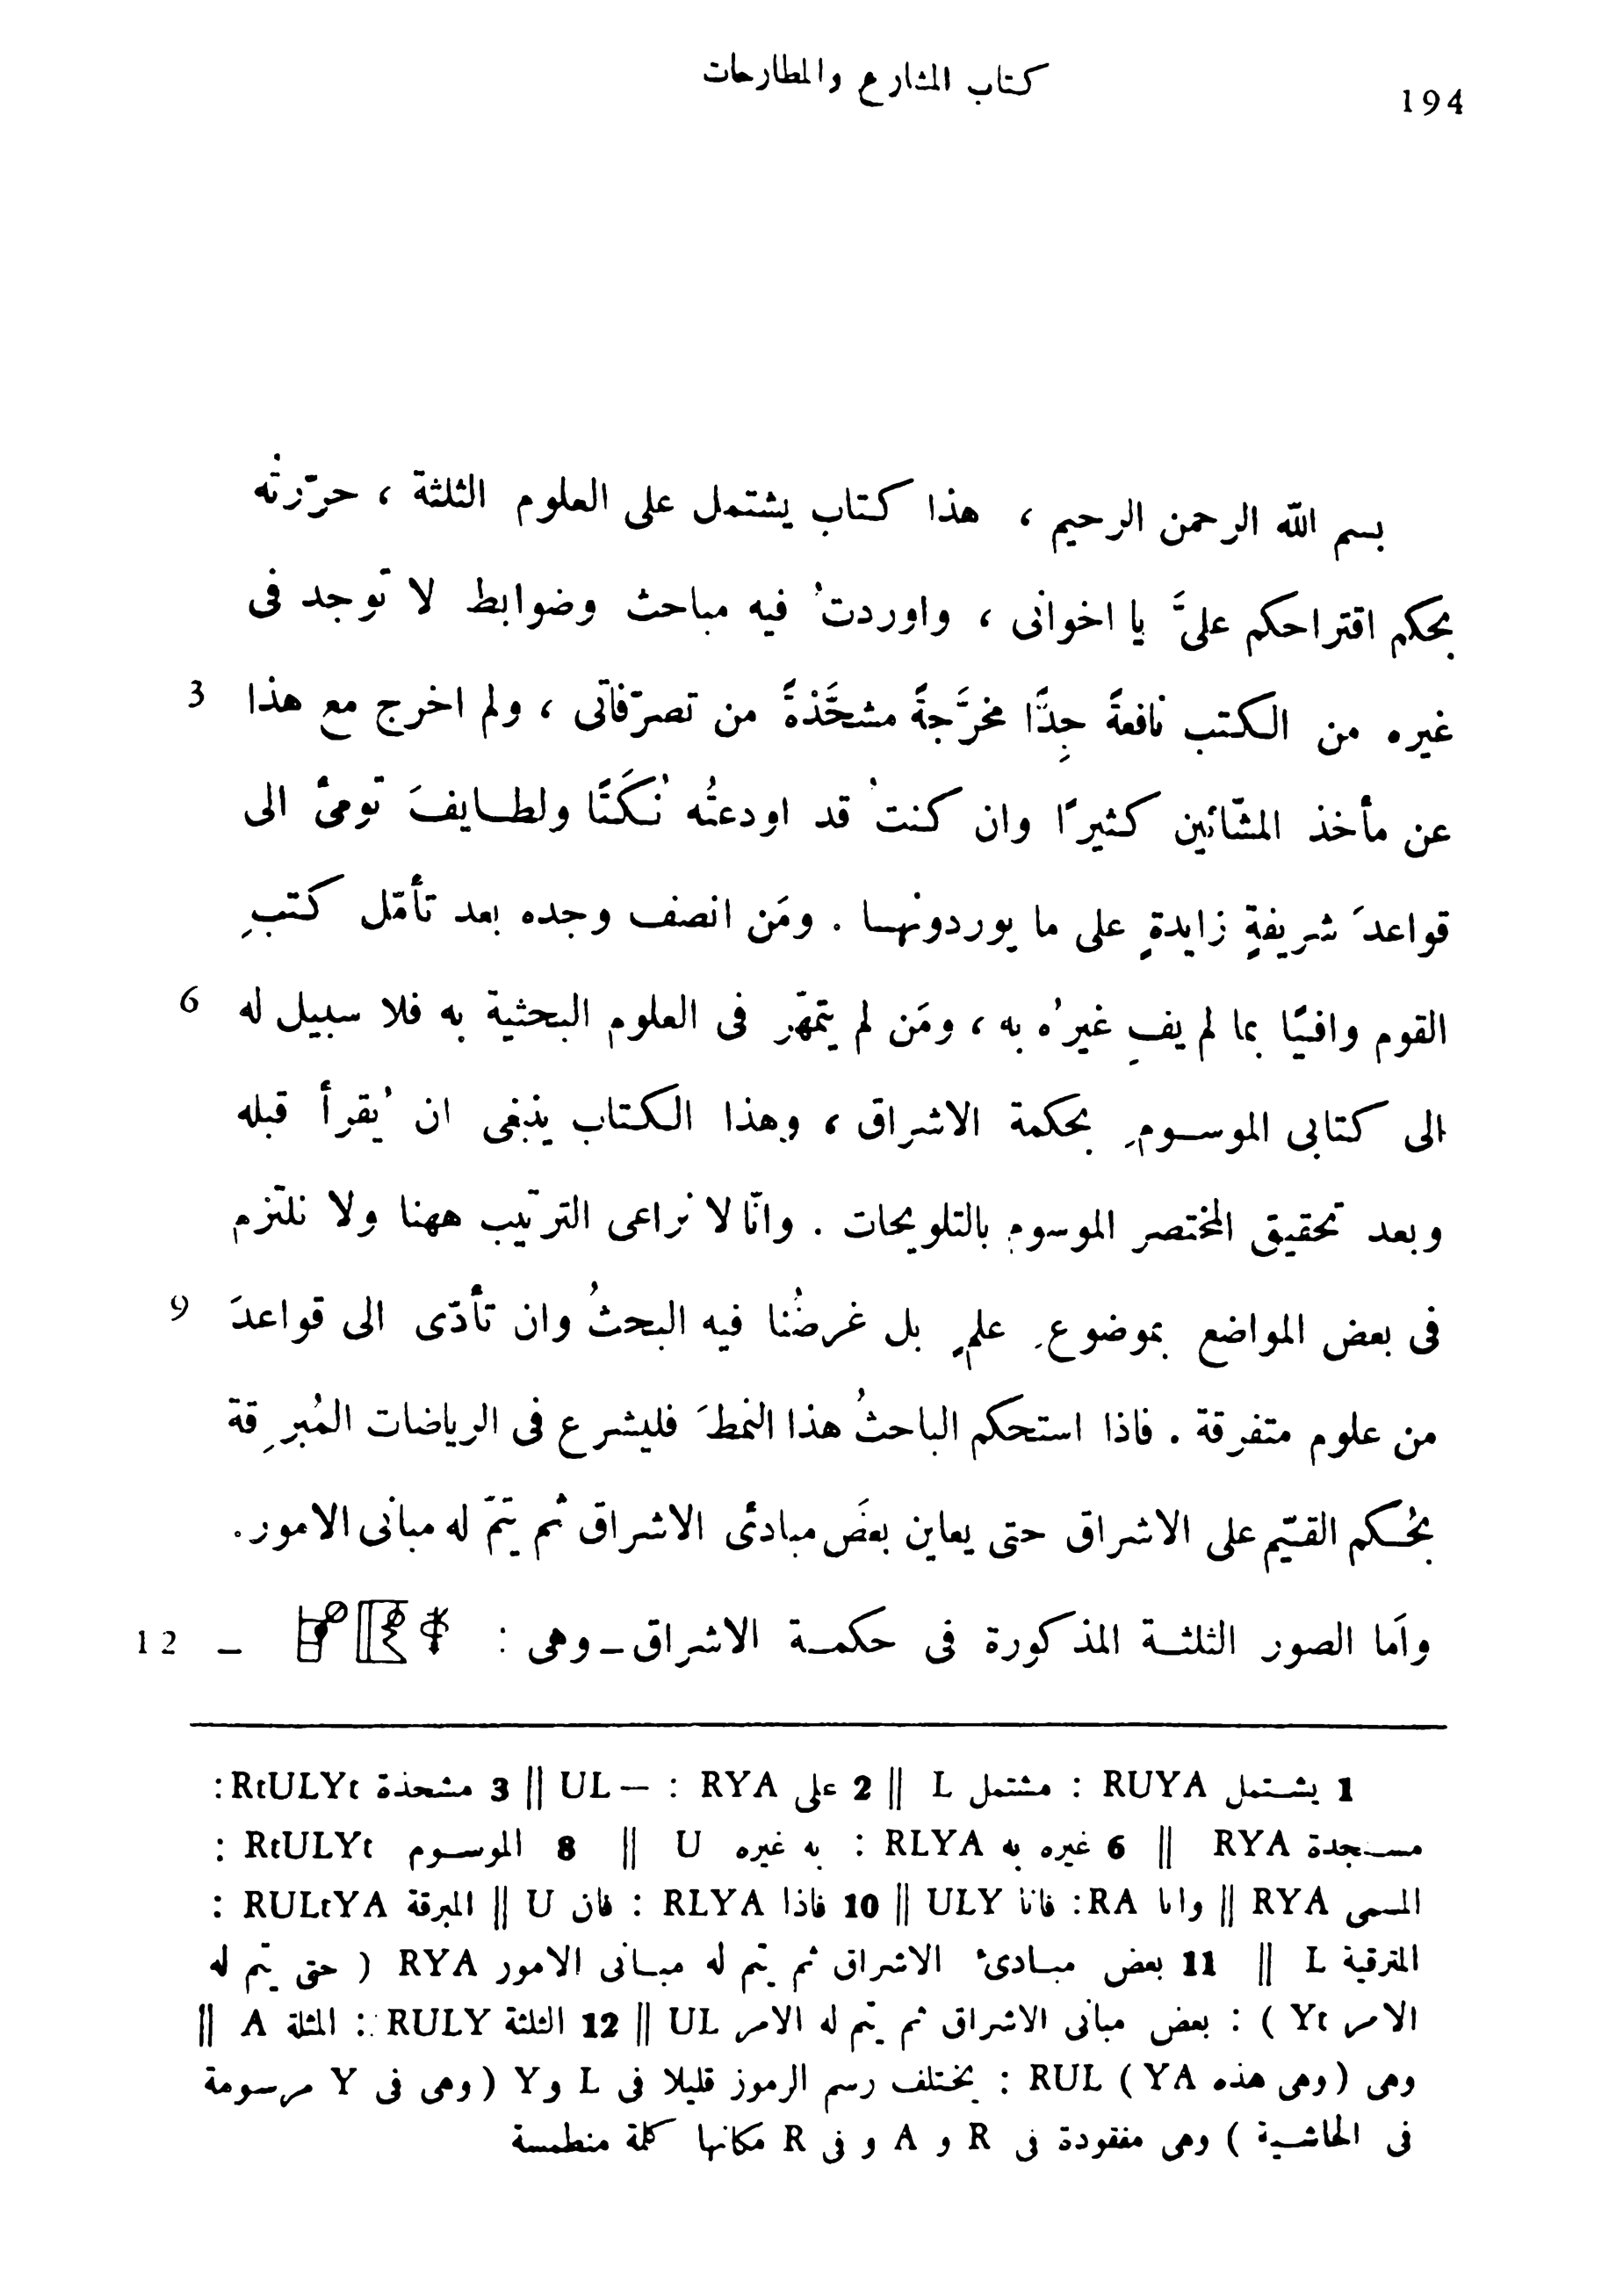 كتاب المشارع والمطارحات
194
بسم اللّه الرحمن الرحيم ، هذا كتاب يشتمل على العلوم الثلثة ، حرّرتُه
بحكم اقتراحكم علىَّ يا اخوانى ، واوردتُ فيه مباحث وضوابط لا توجد فى
غيره من الكتب نافعةً جِدًّا مخرَّجةً مشحَّذةً من تصرّفاتى ، ولم اخرج مع هذا 3
عن مأخذ المشّائين كثيرًا وان كنتُ قد اودعتُه نُكَتًا ولطايفَ تومئ الى
قواعدَ شريفةٍ زايدةٍ على ما يوردونها . ومَن انصف وجده بعد تأمّل كتبِ
القوم وافيًا بما لم يفِ غيرُه به ، ومَن لم يتمهّر فى العلوم البحثية به فلا سبيل له 6
الى كتابى الموسومِ بحكمة الاشراق ، وهذا الكتاب ينبغى ان يُقرأ قبله
وبعد تحقيق المختصر الموسوم بالتلويحات . وانّا لا نراعى الترتيب ههنا ولا نلتزم
فى بعض المواضع بموضوعِ علمٍ بل غرضُنا فيه البحثُ وان تأدّى الى قواعدَ 9
من علوم متفرقة . فاذا استحكم الباحثُ هذا النمطَ فليشرع فى الرياضات المُبرِقة
بحُكم القيّم على الاشراق حتى يعاين بعضَ مبادئ الاشراق ثم يتمّ له مبانى الامور .
واَما الصور الثلثة المذكورة فى حكمة الاشراق ــ وهى : ــ 12
1 يشتمل RUYA : مشتمل L || 2 على RYA : — UL || 3 مشحذة RtULYt :
مستجدة RYA || 6 غيره به RLYA : به غيره U || 8 الموسوم RtULYt :
المسمى RYA || وانا RA : فانا ULY || 10 فاذا RLYA : فان U || المبرقة RULtYA :
المترقية L || 11 بعض مبادئ الاشراق ثم يتم له مبانى الامور RYA ( حتى يتم له
الامر Yt ) : بعض مبانى الاشراق ثم يتم له الامر UL || 12 الثلثة RULY : المثلة A ||
وهى (وهى هذه YA ) RUL : يختلف رسم الرموز قليلا فى L و Y (وهى فى Y مرسومة
فى الحاشية ) وهى مفقودة فى R و A و فى R مكانها كلمة منطمسة